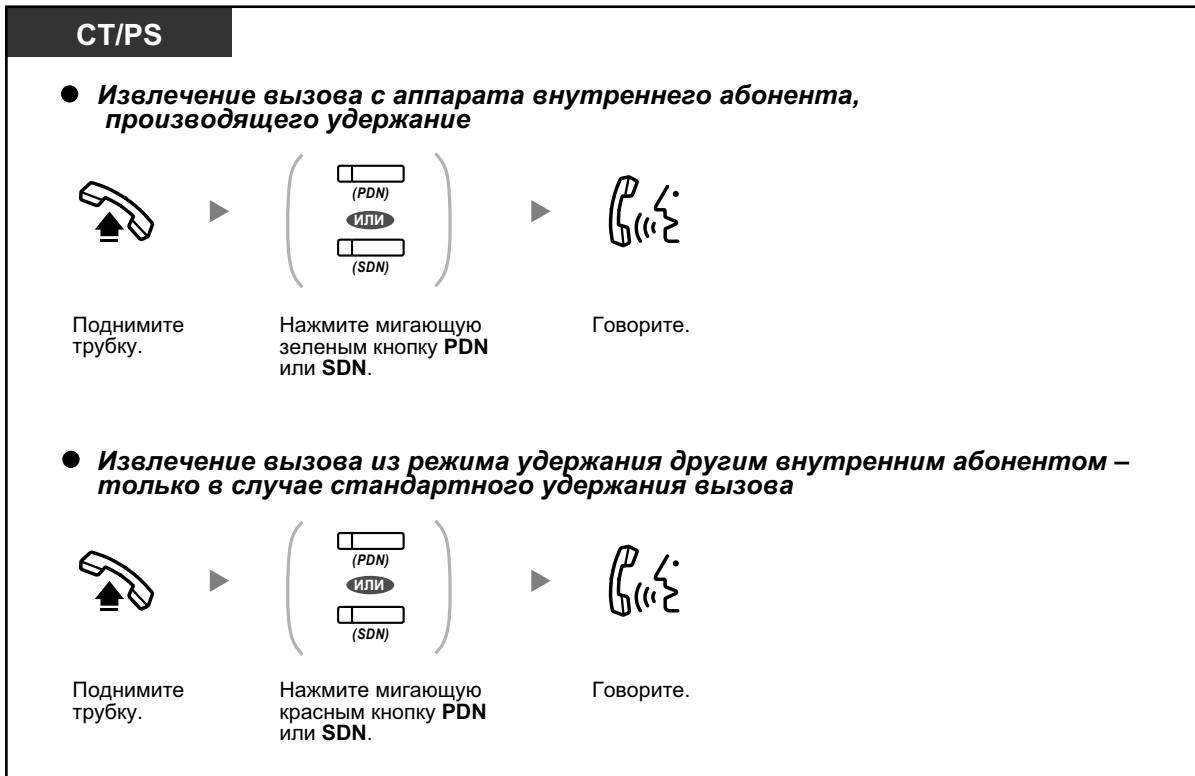 CT/PS
● Извлечение вызова с аппарата внутреннего абонента,
производящего удержание
(PDN)
или
(SDN)
Поднимите
трубку.
Нажмите мигающую
зеленым кнопку PDN
или SDN.
Говорите.
● Извлечение вызова из режима удержания другим внутренним абонентом –
только в случае стандартного удержания вызова
(PDN)
или
(SDN)
Поднимите
трубку.
Нажмите мигающую
красным кнопку PDN
или SDN.
Говорите.